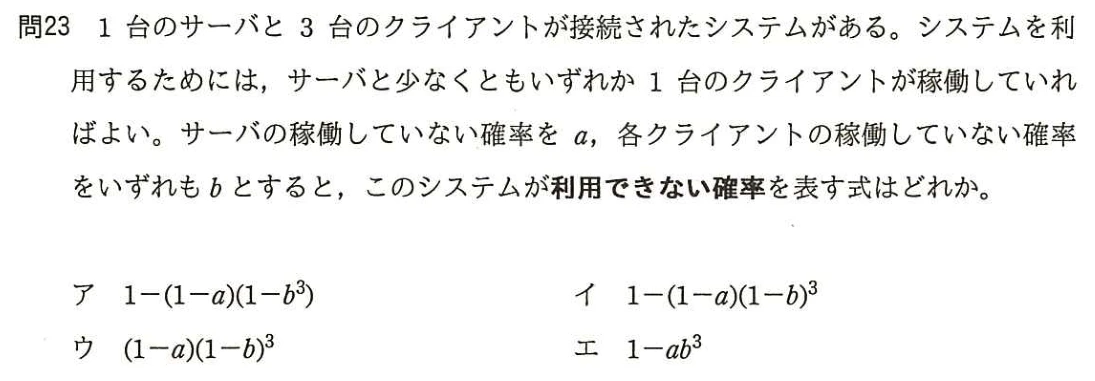 問23 1 台のサーバと 3 台のクライアントが接続されたシステムがある。システムを利
用するためには，サーバと少なくともいずれか 1 台のクライアントが稼働していれ
ばよい。サーバの稼働していない確率を a，各クライアントの稼働していない確率
をいずれも b とすると，このシステムが利用できない確率を表す式はどれか。
ア 1－(1－a)(1－b³) イ 1－(1－a)(1－b)³
ウ (1－a)(1－b)³ エ 1－ab³